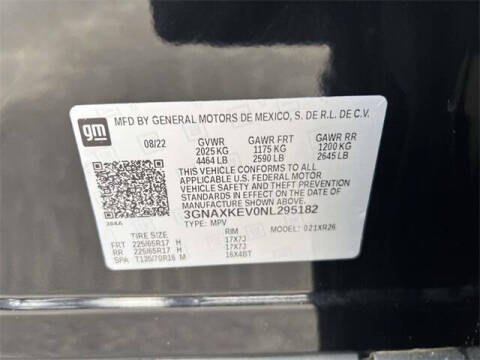 gm
MFD BY GENERAL MOTORS DE MEXICO, S. DE R.L. DE C.V.
08/22 GVWR GAWR FRT GAWR RR
2025 KG 1175 KG 1200 KG
4464 LB 2590 LB 2645 LB
THIS VEHICLE CONFORMS TO ALL
APPLICABLE U.S. FEDERAL MOTOR
VEHICLE SAFETY AND THEFT PREVENTION
STANDARDS IN EFFECT ON THE DATE OF
MANUFACTURE SHOWN ABOVE.
3GNAXKEV0NL295182
TYPE: MPV MODEL: 021XR26
TIRE SIZE RIM
FRT 225/65R17 H 17X7J
RR 225/65R17 H 17X7J
SPA T135/70R16 M 16X4BT